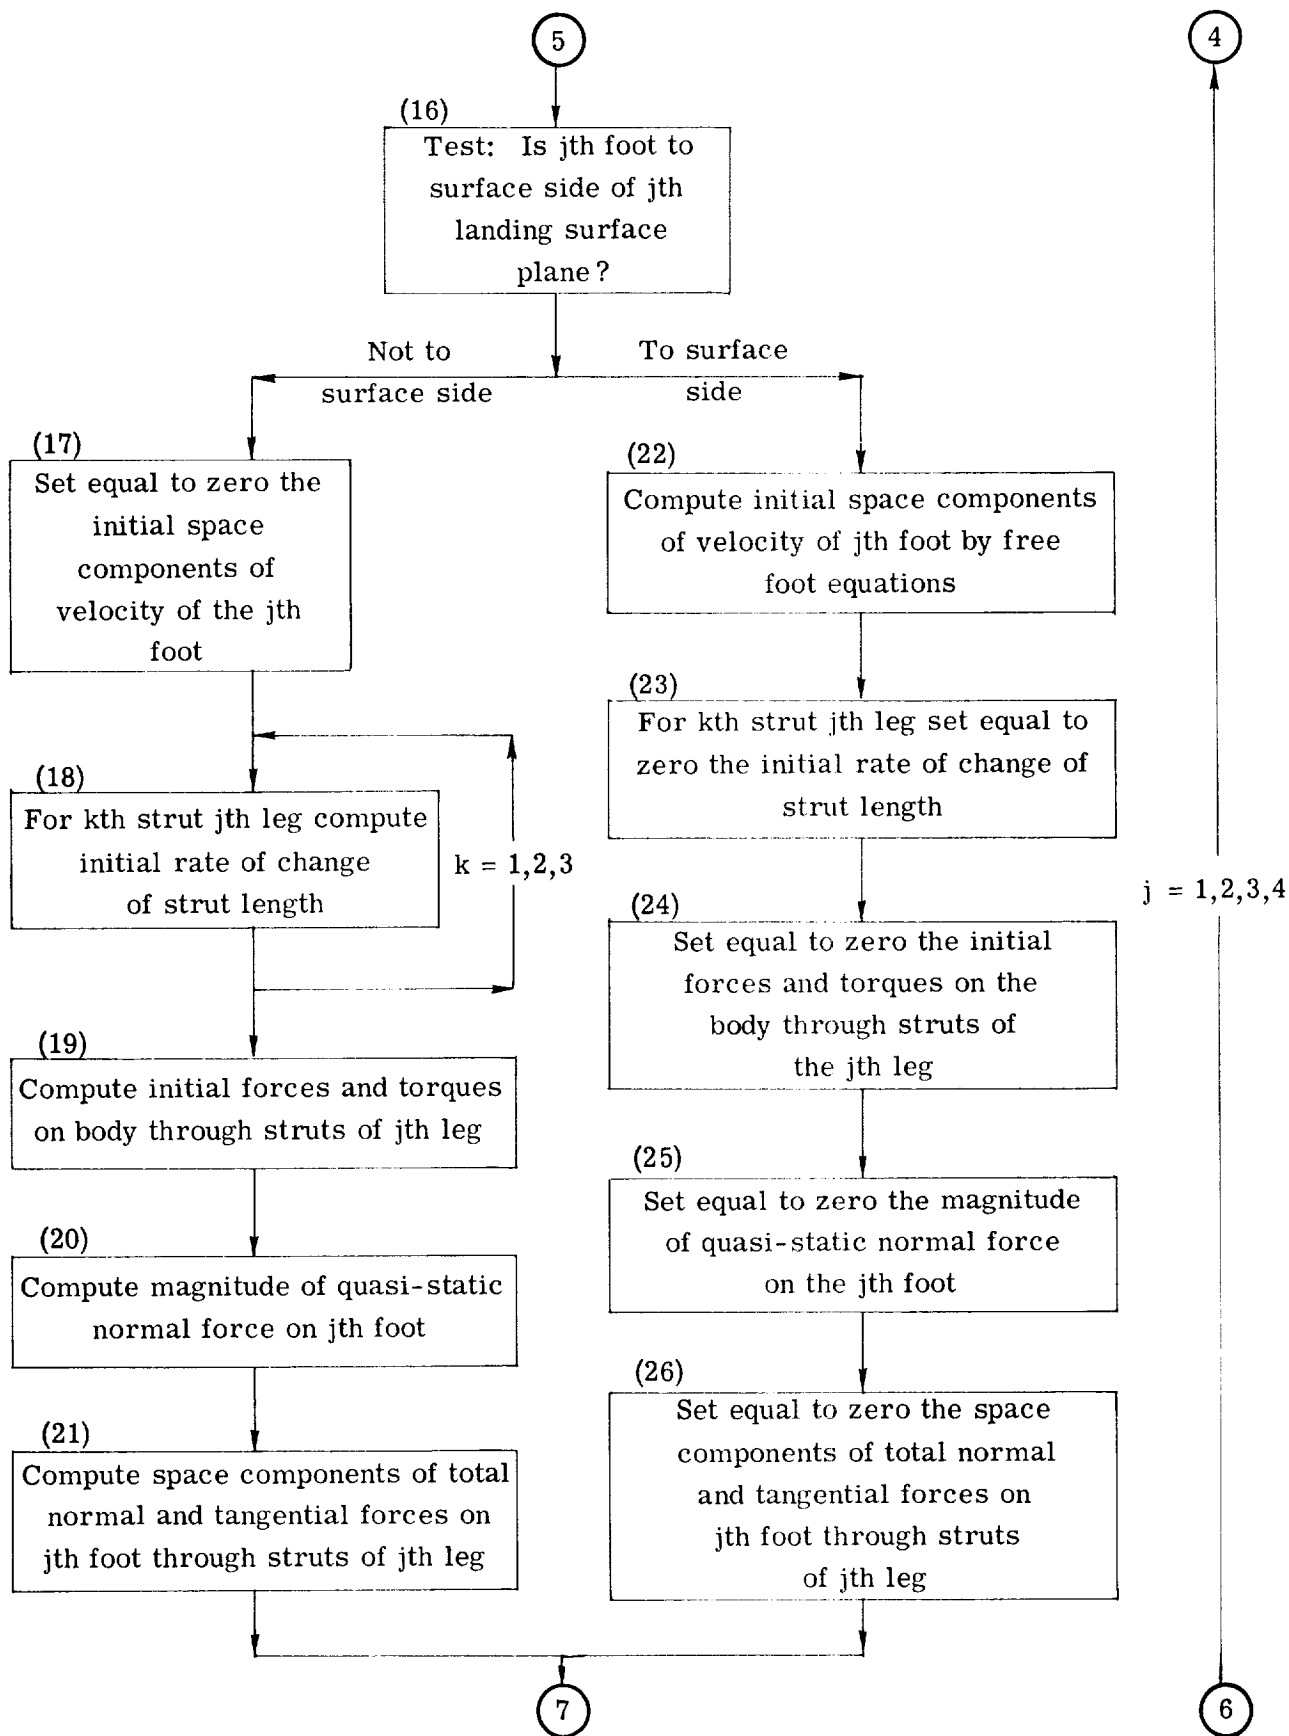 5
4
(16)
Test: Is jth foot to
surface side of jth
landing surface
plane?
Not to
surface side
To surface
side
(17)
Set equal to zero the
initial space
components of
velocity of the jth
foot
(18)
For kth strut jth leg compute
initial rate of change
of strut length
k = 1,2,3
(19)
Compute initial forces and torques
on body through struts of jth leg
(20)
Compute magnitude of quasi-static
normal force on jth foot
(21)
Compute space components of total
normal and tangential forces on
jth foot through struts of jth leg
(22)
Compute initial space components
of velocity of jth foot by free
foot equations
(23)
For kth strut jth leg set equal to
zero the initial rate of change of
strut length
(24)
Set equal to zero the initial
forces and torques on the
body through struts of
the jth leg
(25)
Set equal to zero the magnitude
of quasi-static normal force
on the jth foot
(26)
Set equal to zero the space
components of total normal
and tangential forces on
jth foot through struts
of jth leg
j = 1,2,3,4
7
6